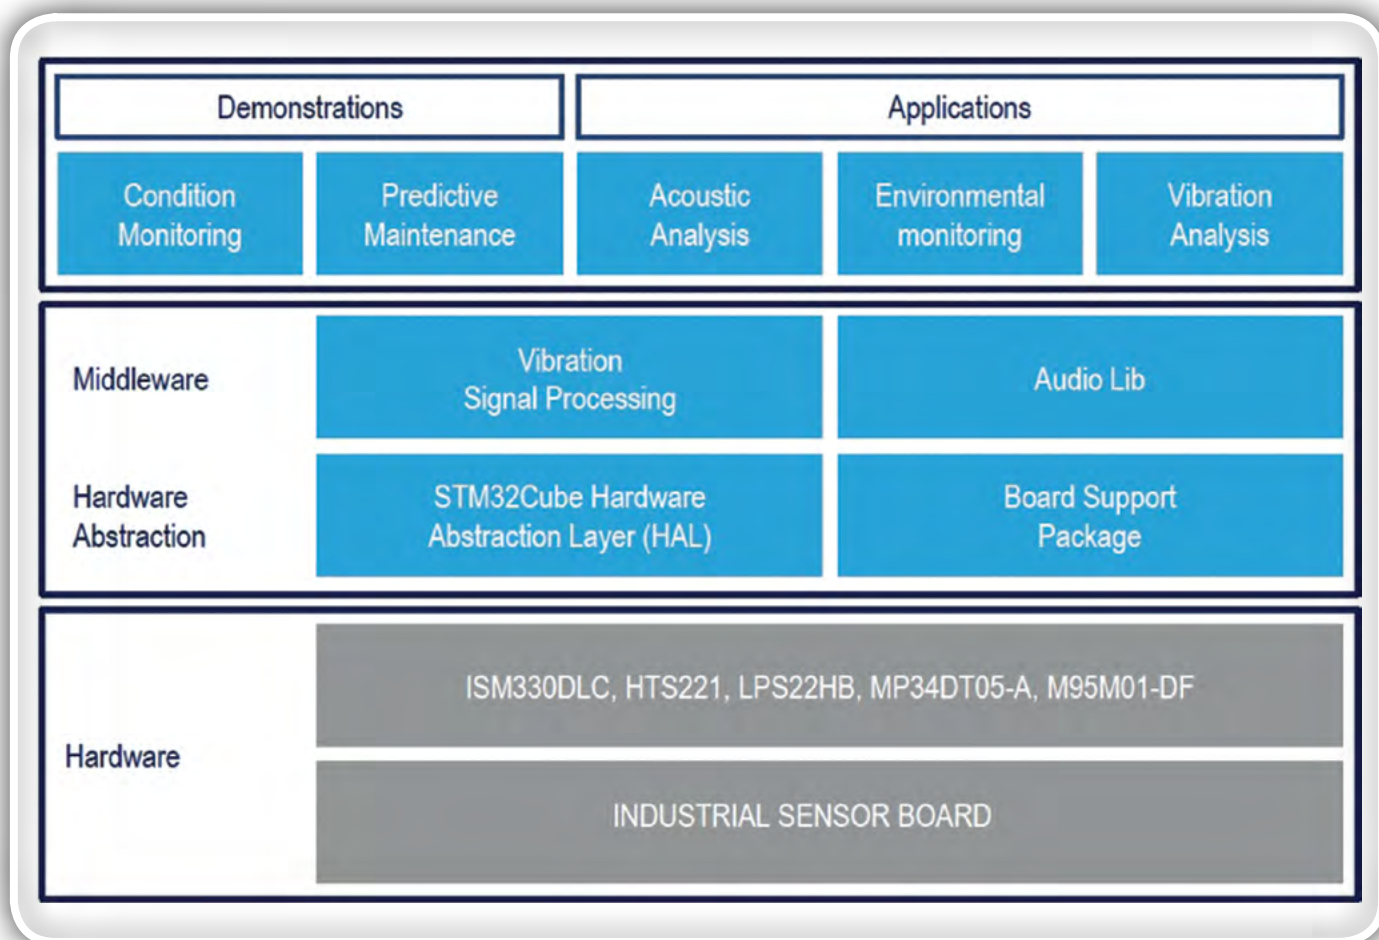 Demonstrations
Applications
Condition
Monitoring
Predictive
Maintenance
Acoustic
Analysis
Environmental
monitoring
Vibration
Analysis
Middleware
Vibration
Signal Processing
Audio Lib
Hardware
Abstraction
STM32Cube Hardware
Abstraction Layer (HAL)
Board Support
Package
Hardware
ISM330DLC, HTS221, LPS22HB, MP34DT05-A, M95M01-DF
INDUSTRIAL SENSOR BOARD